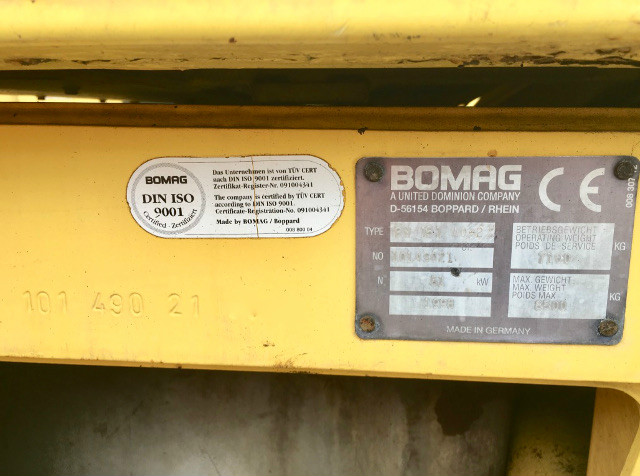 BOMAG
DIN ISO
9001
Certified - Zertifiziert
Das Unternehmen ist von TÜV CERT
nach DIN ISO 9001 zertifiziert.
Zertifikat-Register-Nr. 091004341
The company is certified by TÜV CERT
according to DIN ISO 9001.
Certificate-Registration-No. 091004341
Made by BOMAG / Boppard
101 490 21
BOMAG
A UNITED DOMINION COMPANY
D-56154 BOPPARD / RHEIN
CE
TYPE
NO
N
kW
BETRIEBSGEWICHT
OPERATING WEIGHT
POIDS DE SERVICE
KG
MAX. GEWICHT
MAX. WEIGHT
POIDS MAX
KG
MADE IN GERMANY